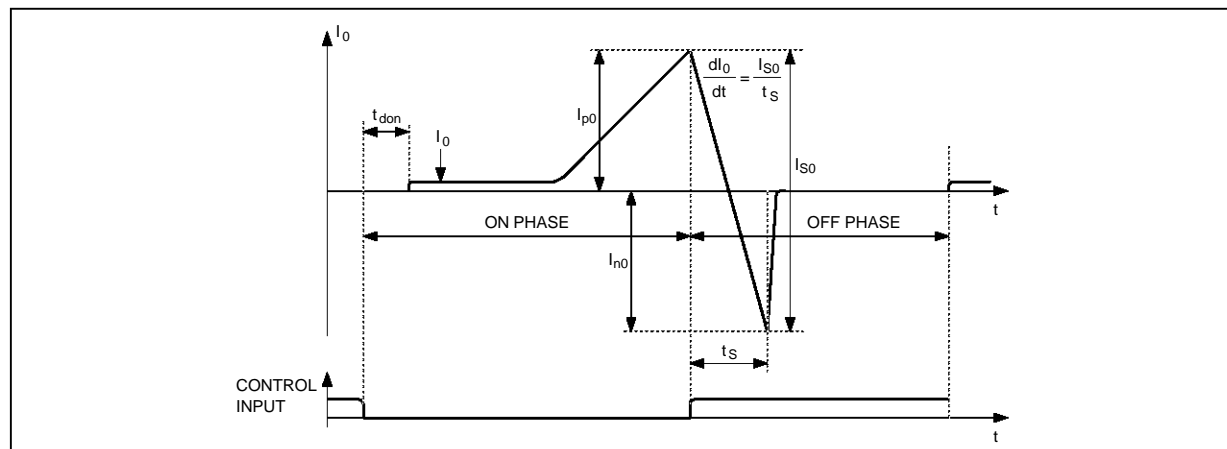 I0
dI0/dt = IS0/tS
tdon
I0
Ip0
IS0
t
ON PHASE
OFF PHASE
In0
tS
CONTROL
INPUT
t